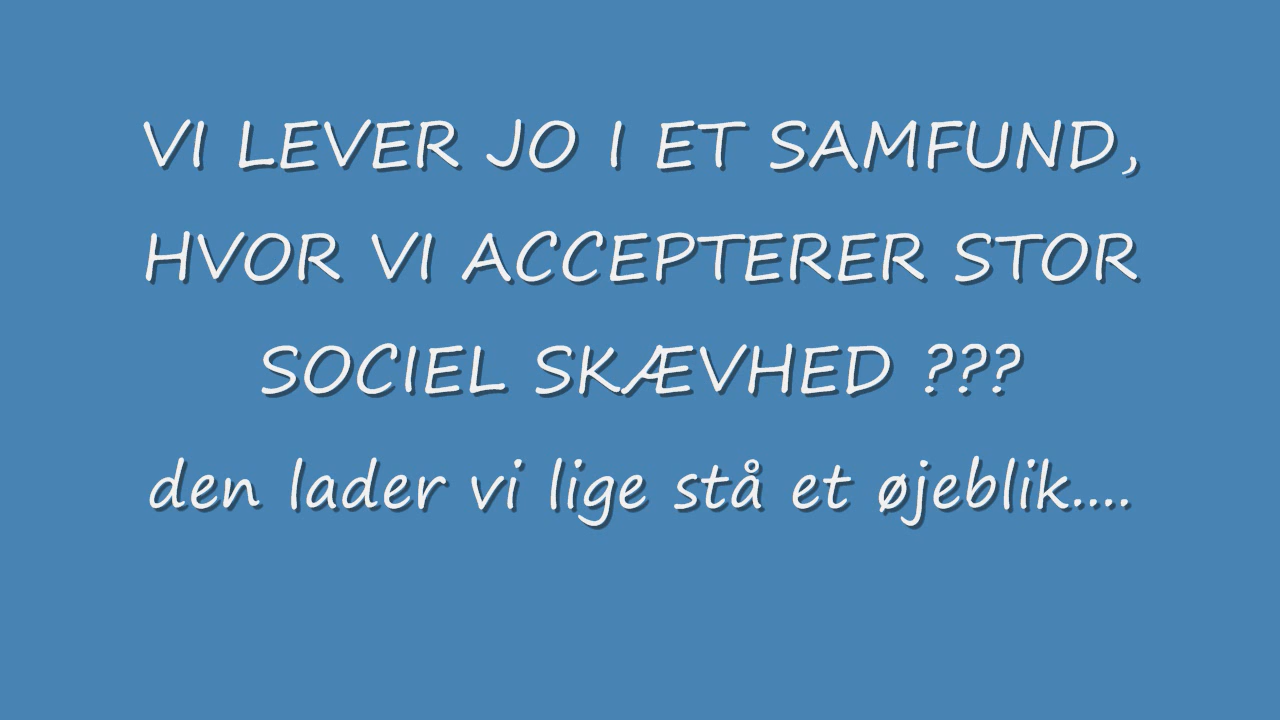 VI LEVER JO I ET SAMFUND,
HVOR VI ACCEPTERER STOR
SOCIEL SKÆVHED ???
den lader vi lige stå et øjeblik....